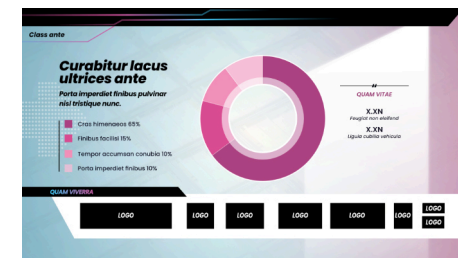 Class ante
Curabitur lacus
ultrices ante
Porta imperdiet finibus pulvinar
nisl tristique nunc.
Cras himenaeos 65%
Finibus facilisi 15%
Tempor accumsan conubia 10%
Porta imperdiet finibus 10%
"
QUAM VITAE
X.XN
Feugiat non eleifend
X.XN
Ligula cubilia vehicula
QUAM VIVERRA
LOGO LOGO LOGO LOGO LOGO LOGO LOGO
LOGO